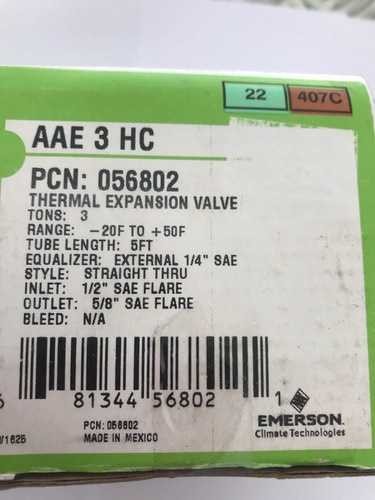 22 407C
AAE 3 HC
PCN: 056802
THERMAL EXPANSION VALVE
TONS: 3
RANGE: -20F TO +50F
TUBE LENGTH: 5FT
EQUALIZER: EXTERNAL 1/4" SAE
STYLE: STRAIGHT THRU
INLET: 1/2" SAE FLARE
OUTLET: 5/8" SAE FLARE
BLEED: N/A
81344 56802 1
PCN: 056802
MADE IN MEXICO
EMERSON.
Climate Technologies